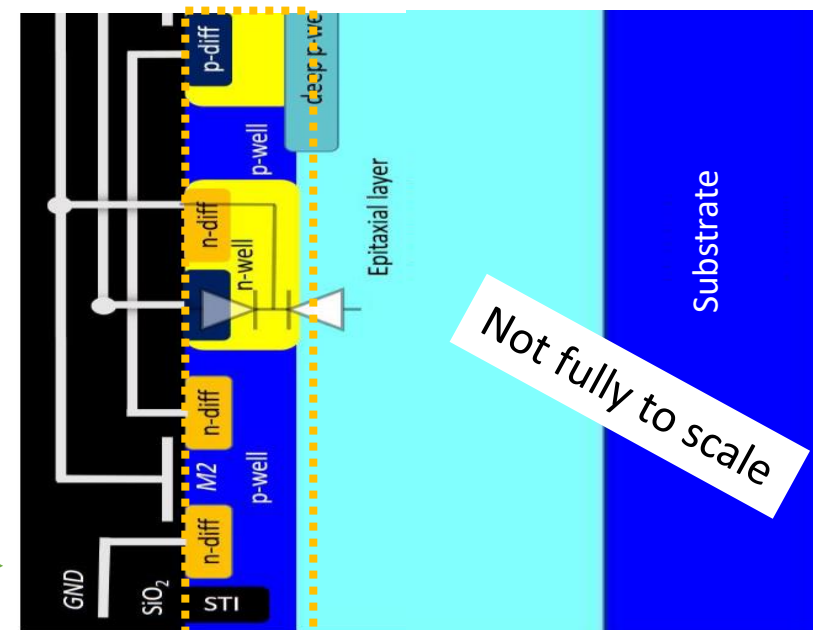 p-diff
deep p-we
p-well
Epitaxial layer
n-diff
n-well
Substrate
Not fully to scale
n-diff
M2
p-well
n-diff
GND
SiO₂
STI